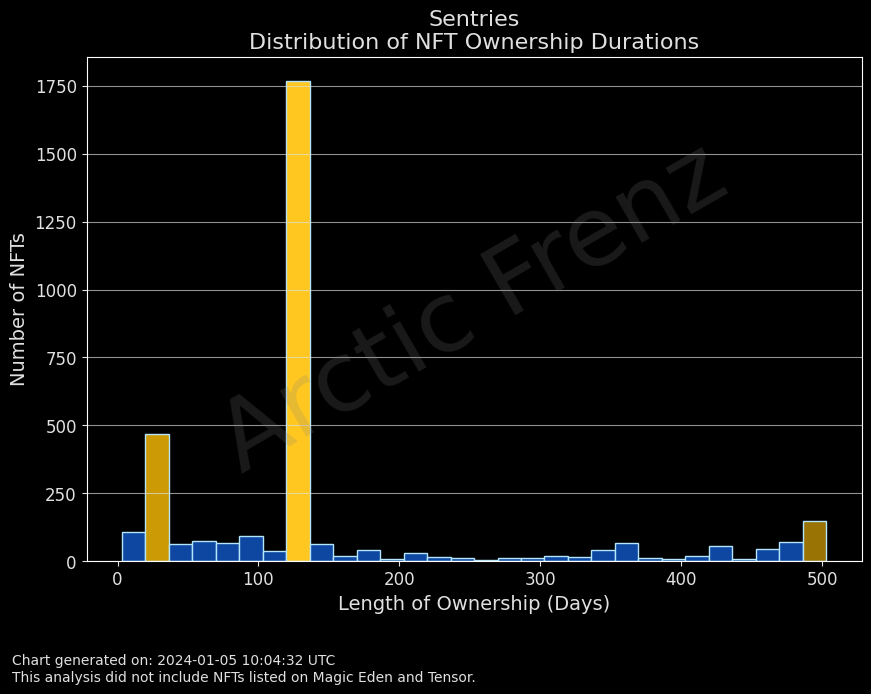 Sentries
Distribution of NFT Ownership Durations
1750
1500
1250
1000
750
500
250
0
Number of NFTs
Arctic Frenz
0 100 200 300 400 500
Length of Ownership (Days)
Chart generated on: 2024-01-05 10:04:32 UTC
This analysis did not include NFTs listed on Magic Eden and Tensor.